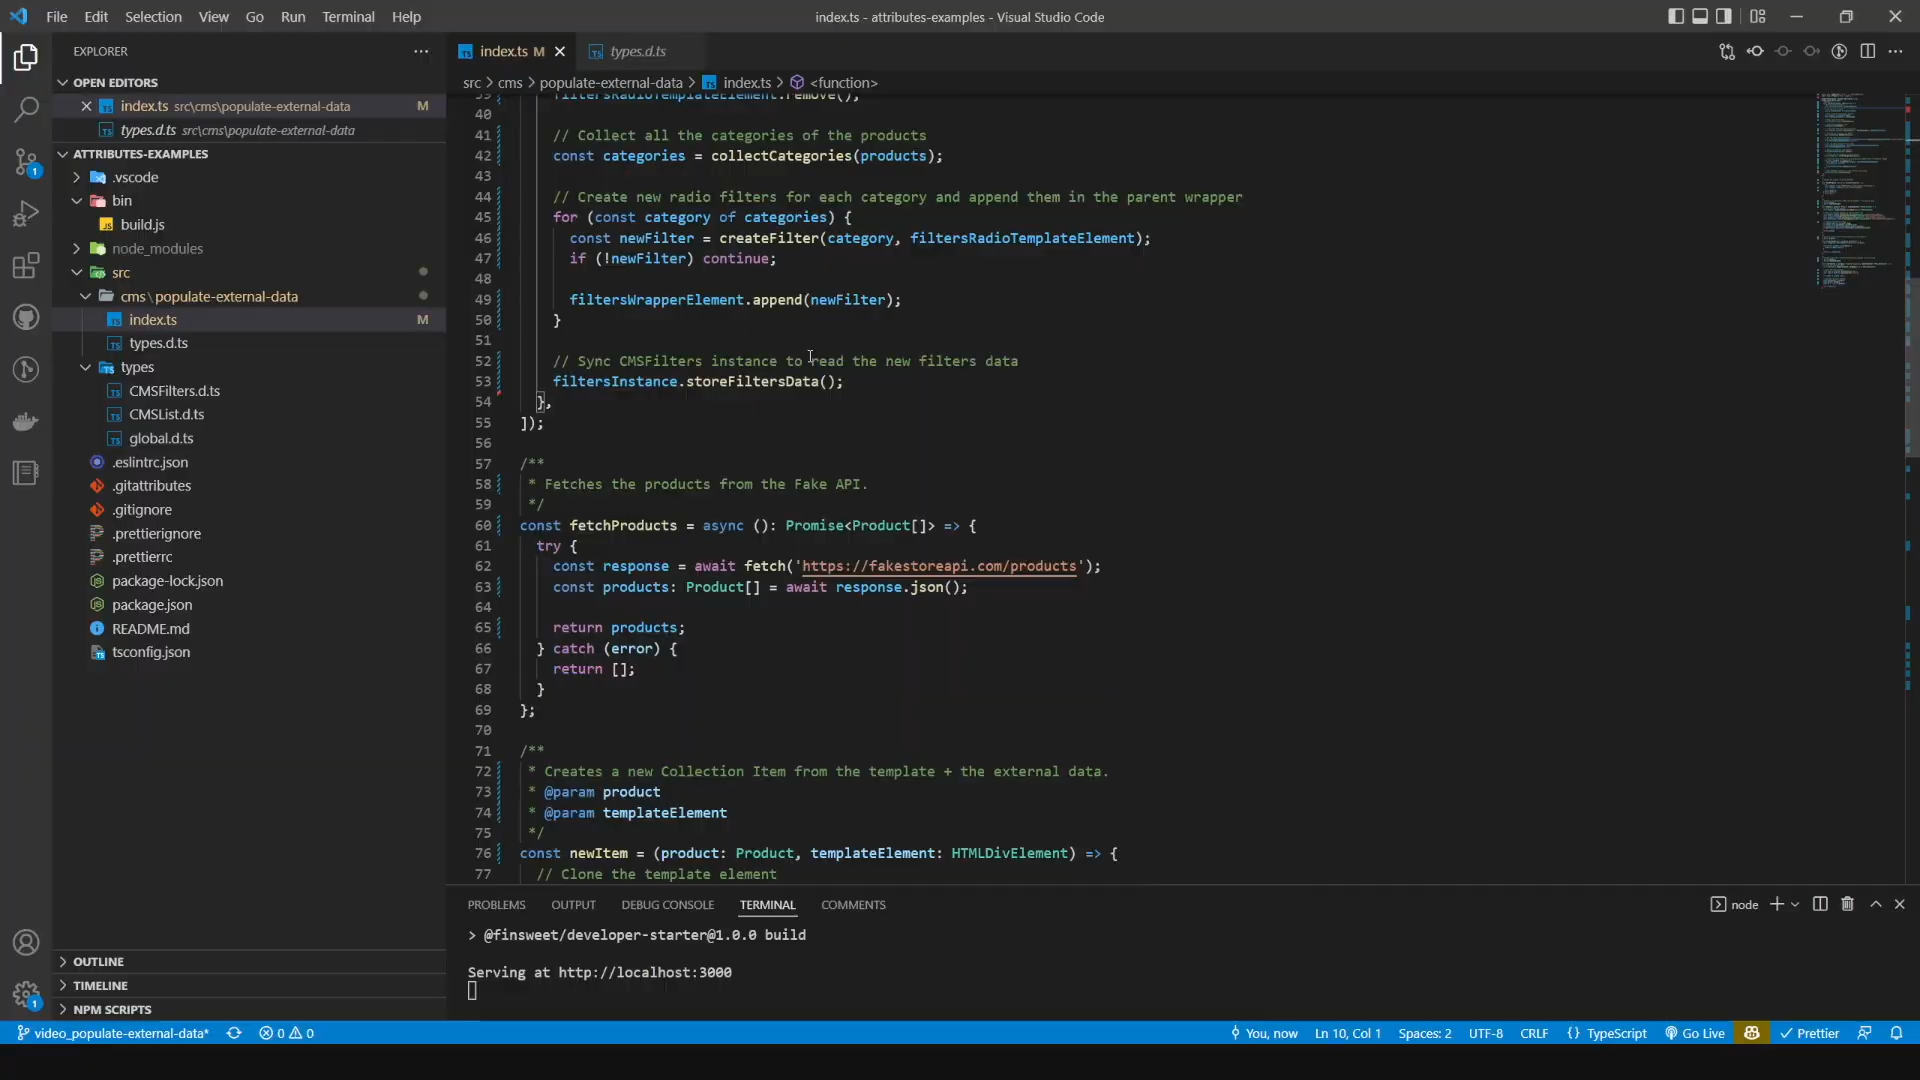 File Edit Selection View Go Run Terminal Help
index.ts - attributes-examples - Visual Studio Code
EXPLORER
OPEN EDITORS
index.ts src\cms\populate-external-data M
types.d.ts src\cms\populate-external-data
ATTRIBUTES-EXAMPLES
.vscode
bin
build.js
node_modules
src
cms\populate-external-data
index.ts M
types.d.ts
types
CMSFilters.d.ts
CMSList.d.ts
global.d.ts
.eslintrc.json
.gitattributes
.gitignore
.prettierignore
.prettierrc
package-lock.json
package.json
README.md
tsconfig.json
OUTLINE
TIMELINE
NPM SCRIPTS
1
1
index.ts M
types.d.ts
src > cms > populate-external-data > index.ts > <function>
39 filtersRadioTemplateElement.remove();
40
41 // Collect all the categories of the products
42 const categories = collectCategories(products);
43
44 // Create new radio filters for each category and append them in the parent wrapper
45 for (const category of categories) {
46 const newFilter = createFilter(category, filtersRadioTemplateElement);
47 if (!newFilter) continue;
48
49 filtersWrapperElement.append(newFilter);
50 }
51
52 // Sync CMSFilters instance to read the new filters data
53 filtersInstance.storeFiltersData();
54 },
55 ]);
56
57 /**
58 * Fetches the products from the Fake API.
59 */
60 const fetchProducts = async (): Promise<Product[]> => {
61 try {
62 const response = await fetch('https://fakestoreapi.com/products');
63 const products: Product[] = await response.json();
64
65 return products;
66 } catch (error) {
67 return [];
68 }
69 };
70
71 /**
72 * Creates a new Collection Item from the template + the external data.
73 * @param product
74 * @param templateElement
75 */
76 const newItem = (product: Product, templateElement: HTMLDivElement) => {
77 // Clone the template element
PROBLEMS OUTPUT DEBUG CONSOLE TERMINAL COMMENTS
node
> @finsweet/developer-starter@1.0.0 build
Serving at http://localhost:3000
video_populate-external-data* 0 0 You, now Ln 10, Col 1 Spaces: 2 UTF-8 CRLF {} TypeScript Go Live Prettier